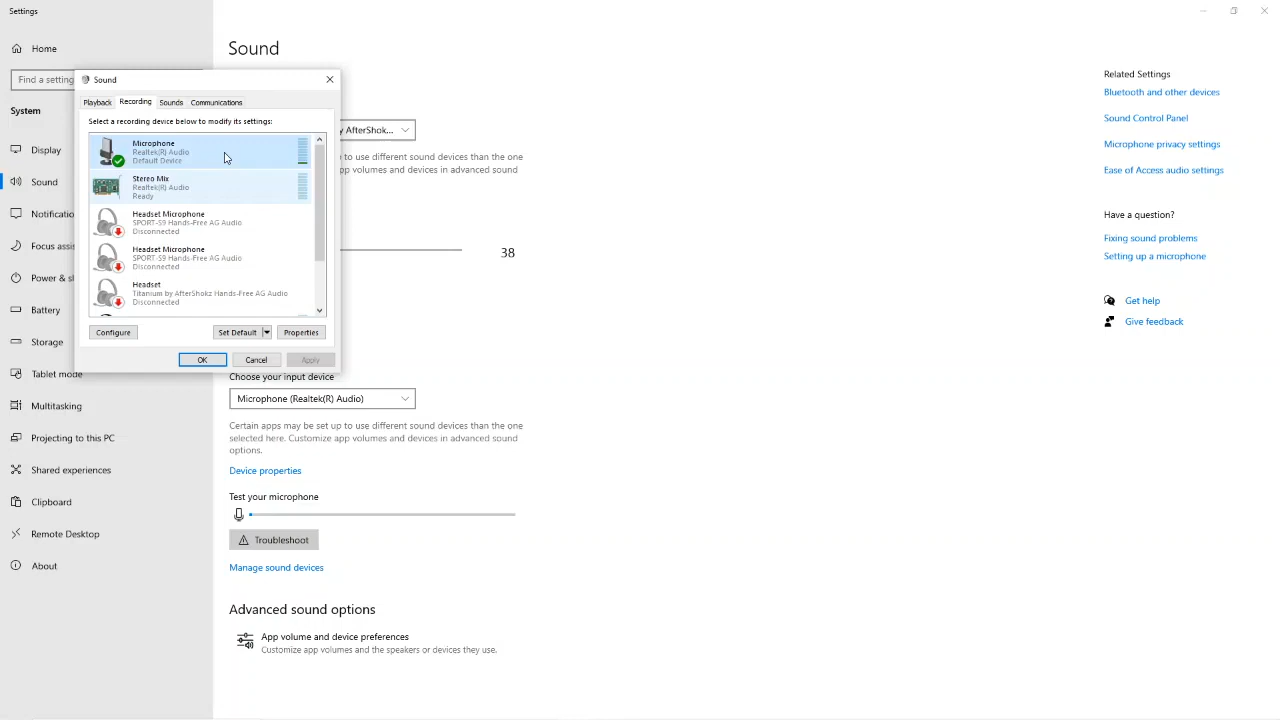 Settings
Home
Find a setting
System
Display
Sound
Notificatio
Focus assis
Power & sl
Battery
Storage
Tablet mode
Multitasking
Projecting to this PC
Shared experiences
Clipboard
Remote Desktop
About
Sound
Playback
Recording
Sounds
Communications
Select a recording device below to modify its settings:
Microphone
Realtek(R) Audio
Default Device
Stereo Mix
Realtek(R) Audio
Ready
Headset Microphone
SPORT-S9 Hands-Free AG Audio
Disconnected
Headset Microphone
SPORT-S9 Hands-Free AG Audio
Disconnected
Headset
Titanium by AfterShokz Hands-Free AG Audio
Disconnected
Configure
Set Default
Properties
OK
Cancel
Apply
Sound
y AfterShok...
to use different sound devices than the one
pp volumes and devices in advanced sound
38
Choose your input device
Microphone (Realtek(R) Audio)
Certain apps may be set up to use different sound devices than the one
selected here. Customize app volumes and devices in advanced sound
options.
Device properties
Test your microphone
Troubleshoot
Manage sound devices
Advanced sound options
App volume and device preferences
Customize app volumes and the speakers or devices they use.
Related Settings
Bluetooth and other devices
Sound Control Panel
Microphone privacy settings
Ease of Access audio settings
Have a question?
Fixing sound problems
Setting up a microphone
Get help
Give feedback